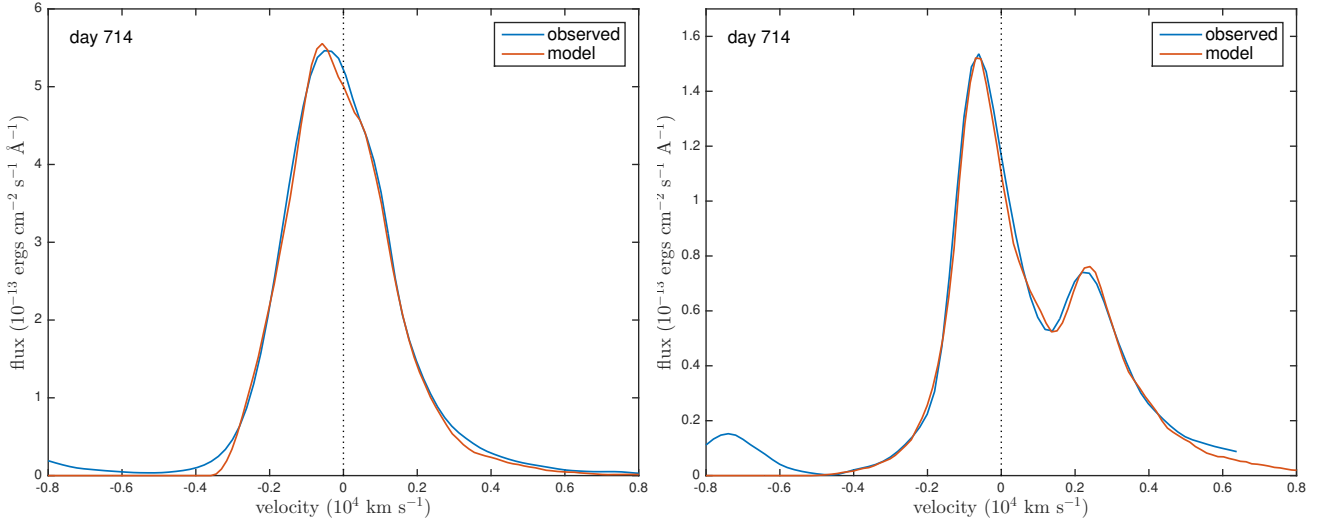 day 714
observed
model
flux (10⁻¹³ ergs cm⁻² s⁻¹ Å⁻¹)
6
5
4
3
2
1
0
-0.8 -0.6 -0.4 -0.2 0 0.2 0.4 0.6 0.8
velocity (10⁴ km s⁻¹)
day 714
observed
model
flux (10⁻¹³ ergs cm⁻² s⁻¹ A⁻¹)
1.6
1.4
1.2
1
0.8
0.6
0.4
0.2
0
-0.8 -0.6 -0.4 -0.2 0 0.2 0.4 0.6 0.8
velocity (10⁴ km s⁻¹)